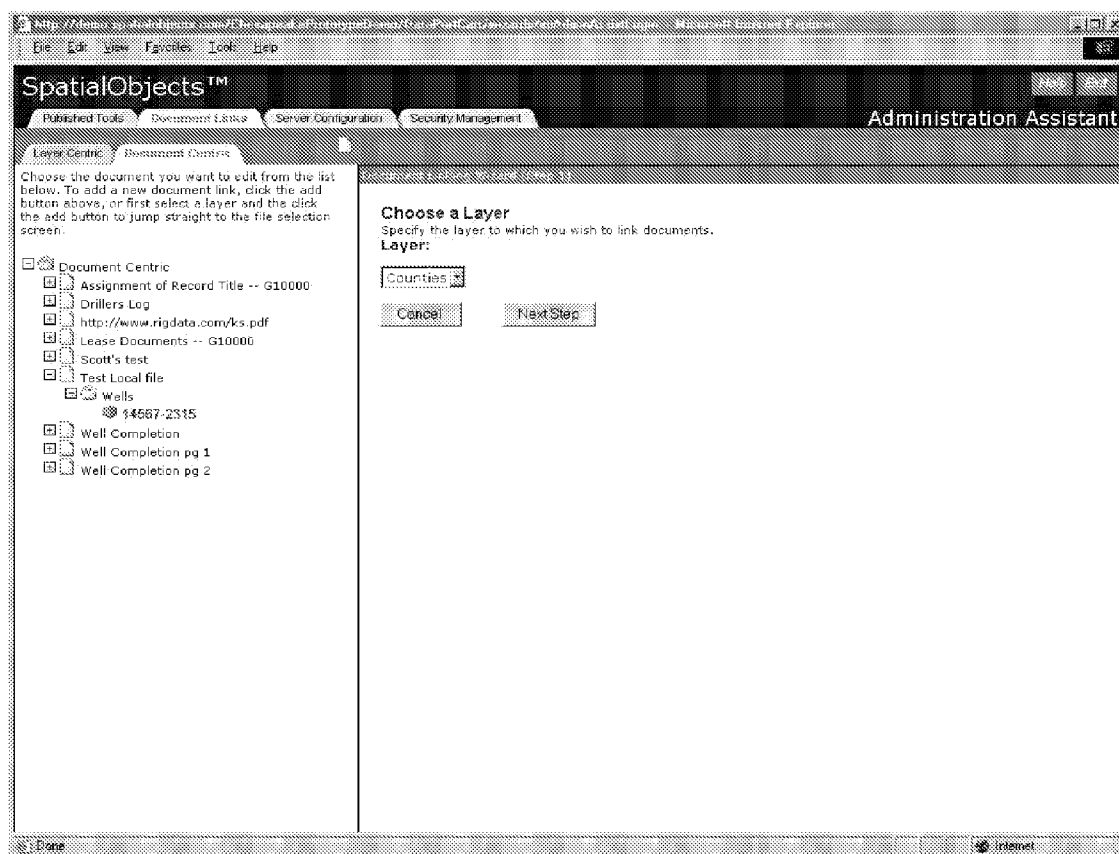 File Edit View Favorites Tools Help
SpatialObjects™
Help Exit
Published Tools Document Links Server Configuration Security Management
Administration Assistant
Layer Centric Document Centric
Choose the document you want to edit from the list
below. To add a new document link, click the add
button above, or first select a layer and the click
the add button to jump straight to the file selection
screen.
Document Centric
Assignment of Record Title -- G10000
Drillers Log
http://www.rigdata.com/ks.pdf
Lease Documents -- G10000
Scott's test
Test Local file
Wells
14567-2315
Well Completion
Well Completion pg 1
Well Completion pg 2
Choose a Layer
Specify the layer to which you wish to link documents.
Layer:
Counties
Cancel Next Step
Done
Internet